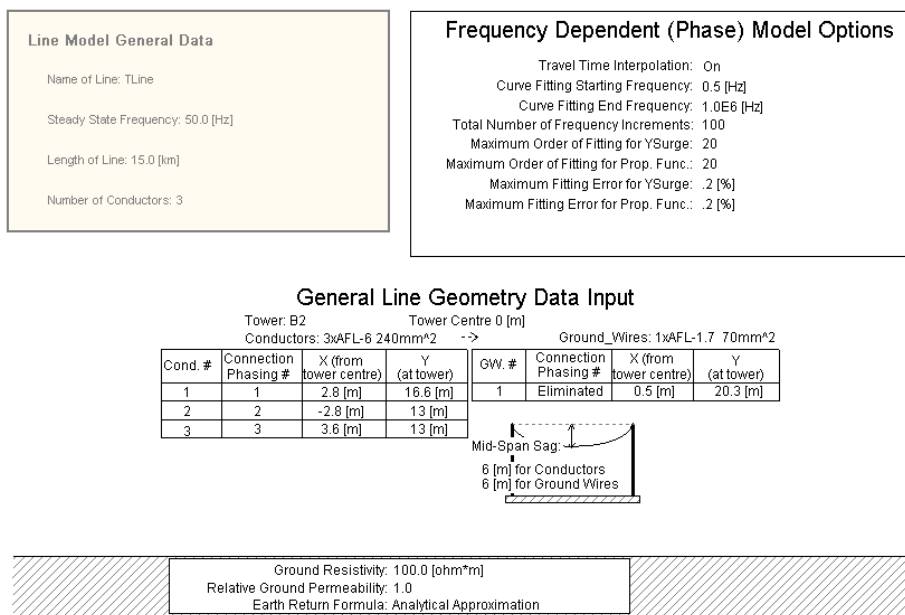 Line Model General Data
Name of Line: TLine
Steady State Frequency: 50.0 [Hz]
Length of Line: 15.0 [km]
Number of Conductors: 3
Frequency Dependent (Phase) Model Options
Travel Time Interpolation: On
Curve Fitting Starting Frequency: 0.5 [Hz]
Curve Fitting End Frequency: 1.0E6 [Hz]
Total Number of Frequency Increments: 100
Maximum Order of Fitting for YSurge: 20
Maximum Order of Fitting for Prop. Func.: 20
Maximum Fitting Error for YSurge: .2 [%]
Maximum Fitting Error for Prop. Func.: .2 [%]
General Line Geometry Data Input
Tower: B2 Tower Centre 0 [m]
Conductors: 3xAFL-6 240mm^2 --> Ground_Wires: 1xAFL-1.7 70mm^2
Cond. # Connection Phasing # X (from tower centre) Y (at tower)
1 1 2.8 [m] 16.6 [m]
2 2 -2.8 [m] 13 [m]
3 3 3.6 [m] 13 [m]
GW. # Connection Phasing # X (from tower centre) Y (at tower)
1 Eliminated 0.5 [m] 20.3 [m]
Mid-Span Sag:
6 [m] for Conductors
6 [m] for Ground Wires
Ground Resistivity: 100.0 [ohm*m]
Relative Ground Permeability: 1.0
Earth Return Formula: Analytical Approximation